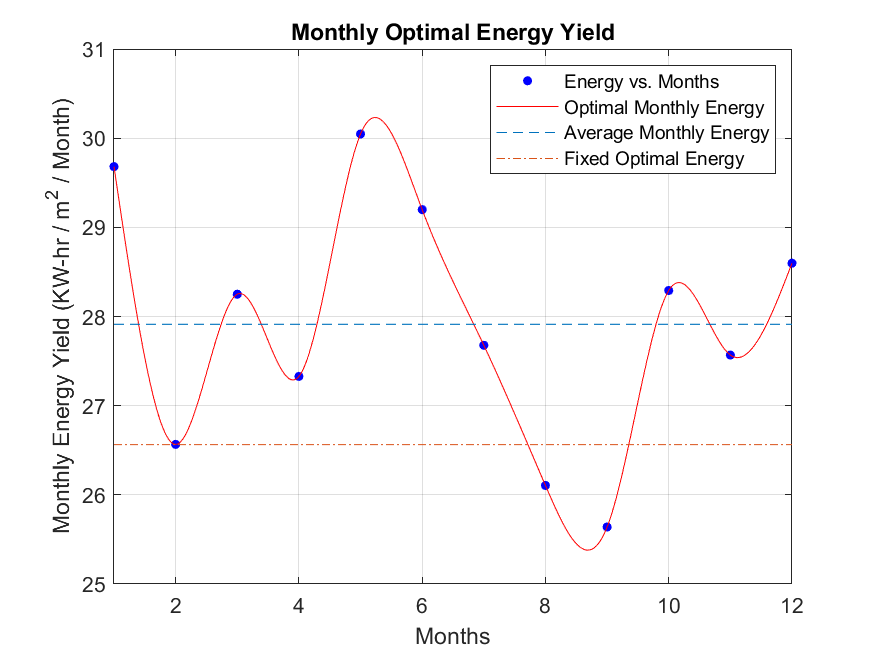 Monthly Optimal Energy Yield
Energy vs. Months
Optimal Monthly Energy
Average Monthly Energy
Fixed Optimal Energy
Monthly Energy Yield (KW-hr / m² / Month)
31
30
29
28
27
26
25
2 4 6 8 10 12
Months